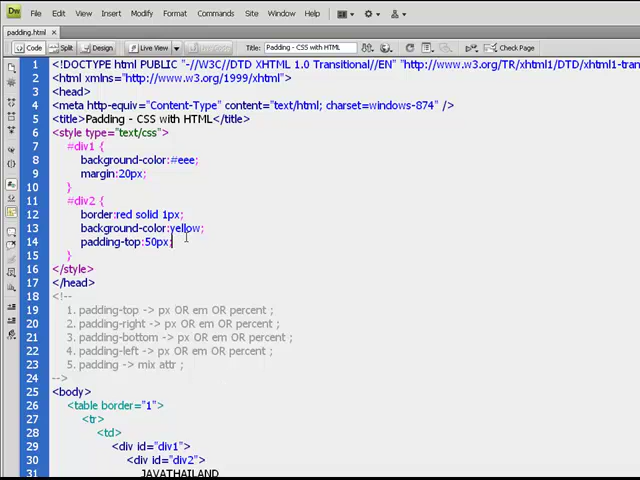 Dw File Edit View Insert Modify Format Commands Site Window Help
padding.html ×
Code Split Design Live View Title: Padding - CSS with HTML Check Page
1 <!DOCTYPE html PUBLIC "-//W3C//DTD XHTML 1.0 Transitional//EN" "http://www.w3.org/TR/xhtml1/DTD/xhtml1-tran
2 <html xmlns="http://www.w3.org/1999/xhtml">
3 <head>
4 <meta http-equiv="Content-Type" content="text/html; charset=windows-874" />
5 <title>Padding - CSS with HTML</title>
6 <style type="text/css">
7 #div1 {
8 background-color:#eee;
9 margin:20px;
10 }
11 #div2 {
12 border:red solid 1px;
13 background-color:yellow;
14 padding-top:50px;
15 }
16 </style>
17 </head>
18 <!--
19 1. padding-top -> px OR em OR percent ;
20 2. padding-right -> px OR em OR percent ;
21 3. padding-bottom -> px OR em OR percent ;
22 4. padding-left -> px OR em OR percent ;
23 5. padding -> mix attr ;
24 -->
25 <body>
26 <table border="1">
27 <tr>
28 <td>
29 <div id="div1">
30 <div id="div2">
31 JAVATHAILAND